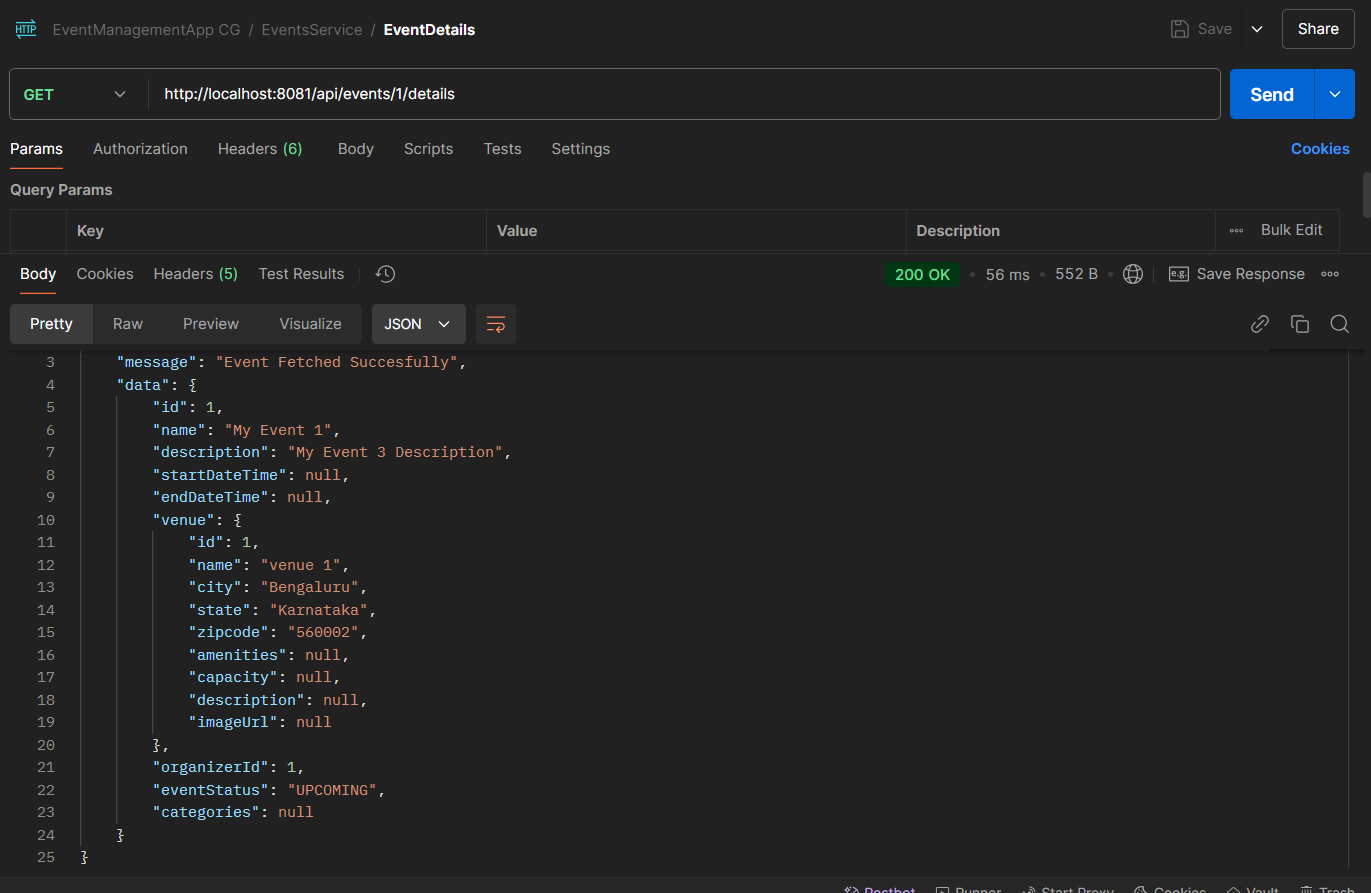 HTTP EventManagementApp CG / EventsService / EventDetails Save Share
GET http://localhost:8081/api/events/1/details Send
Params Authorization Headers (6) Body Scripts Tests Settings Cookies
Query Params
Key Value Description Bulk Edit
Body Cookies Headers (5) Test Results 200 OK 56 ms 552 B e.g. Save Response
Pretty Raw Preview Visualize JSON
3 "message": "Event Fetched Succesfully",
4 "data": {
5 "id": 1,
6 "name": "My Event 1",
7 "description": "My Event 3 Description",
8 "startDateTime": null,
9 "endDateTime": null,
10 "venue": {
11 "id": 1,
12 "name": "venue 1",
13 "city": "Bengaluru",
14 "state": "Karnataka",
15 "zipcode": "560002",
16 "amenities": null,
17 "capacity": null,
18 "description": null,
19 "imageUrl": null
20 },
21 "organizerId": 1,
22 "eventStatus": "UPCOMING",
23 "categories": null
24 }
25 }
Postbot Runner Start Proxy Cookies Vault Trash